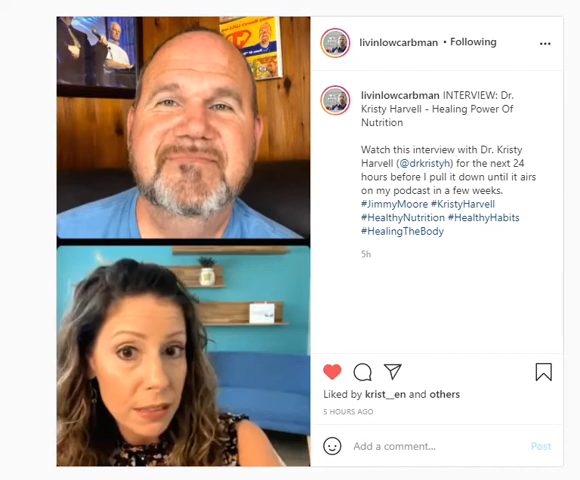 livinlowcarbman • Following
livinlowcarbman INTERVIEW: Dr.
Kristy Harvell - Healing Power Of
Nutrition
Watch this interview with Dr. Kristy
Harvell (@drkristyh) for the next 24
hours before I pull it down until it airs
on my podcast in a few weeks.
#JimmyMoore #KristyHarvell
#HealthyNutrition #HealthyHabits
#HealingTheBody
5h
Liked by krist__en and others
5 HOURS AGO
Add a comment...
Post